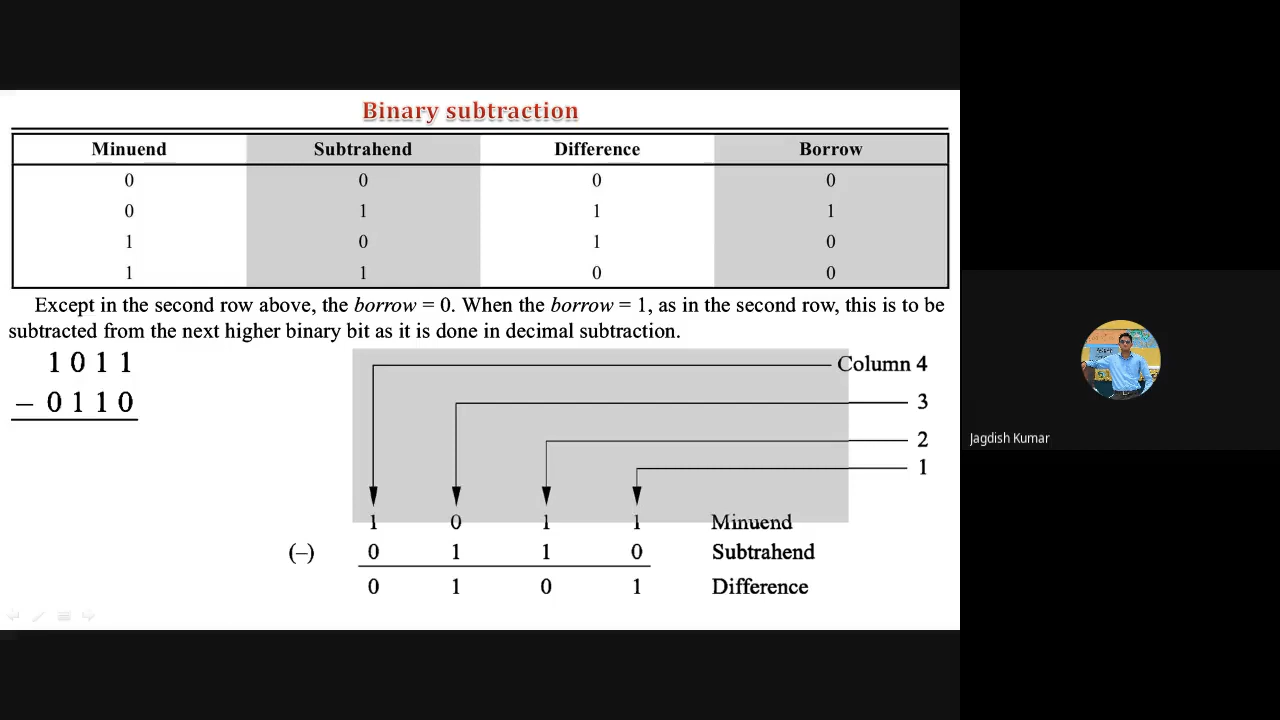 Binary subtraction
Minuend Subtrahend Difference Borrow
0 0 0 0
0 1 1 1
1 0 1 0
1 1 0 0
Except in the second row above, the borrow = 0. When the borrow = 1, as in the second row, this is to be
subtracted from the next higher binary bit as it is done in decimal subtraction.
1 0 1 1
– 0 1 1 0
Column 4
3
2
1
1 0 1 1 Minuend
(–) 0 1 1 0 Subtrahend
0 1 0 1 Difference
Jagdish Kumar